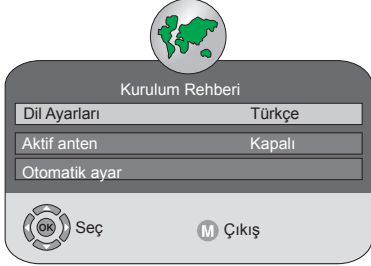 Kurulum Rehberi
Dil Ayarları Türkçe
Aktif anten Kapalı
Otomatik ayar
OK Seç M Çıkış